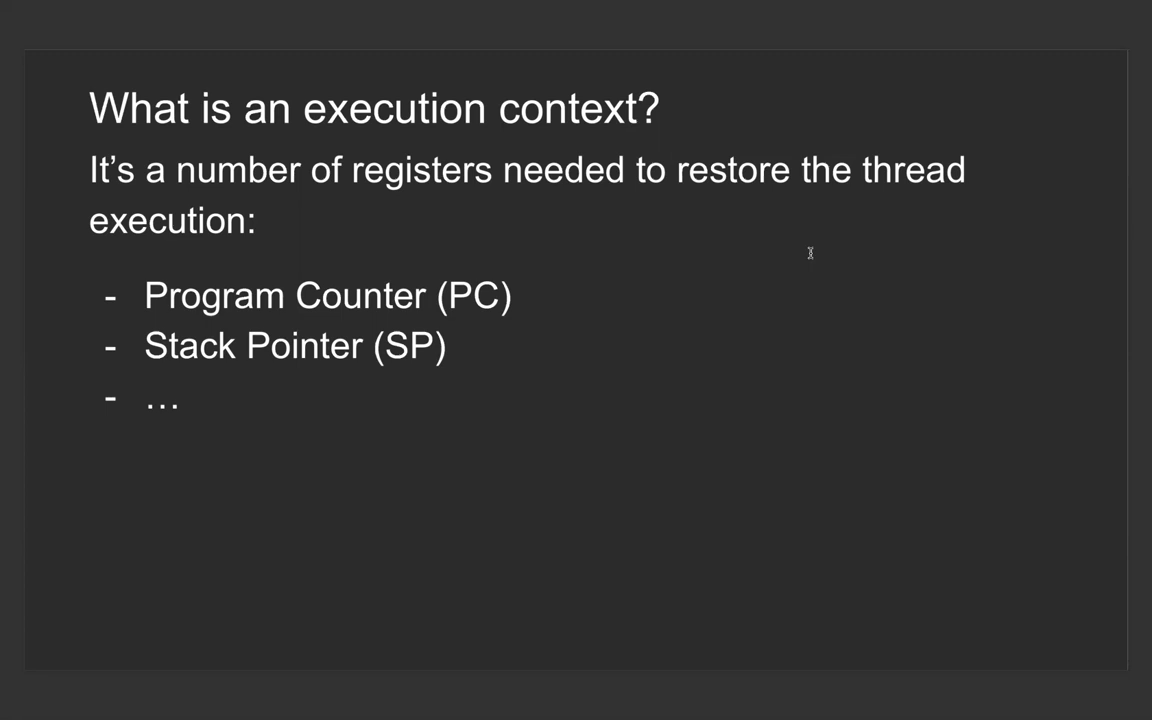 What is an execution context?
It’s a number of registers needed to restore the thread
execution:
- Program Counter (PC)
- Stack Pointer (SP)
- …